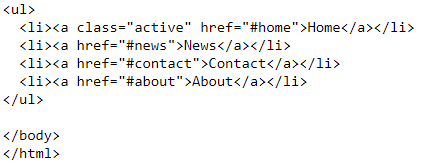 <ul>
  <li><a class="active" href="#home">Home</a></li>
  <li><a href="#news">News</a></li>
  <li><a href="#contact">Contact</a></li>
  <li><a href="#about">About</a></li>
</ul>

</body>
</html>